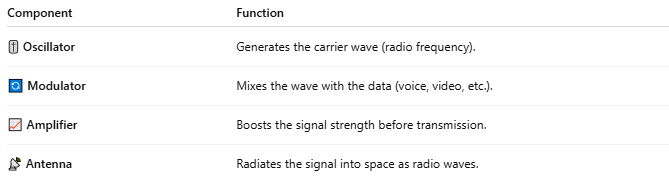 Component Function
Oscillator Generates the carrier wave (radio frequency).
Modulator Mixes the wave with the data (voice, video, etc.).
Amplifier Boosts the signal strength before transmission.
Antenna Radiates the signal into space as radio waves.